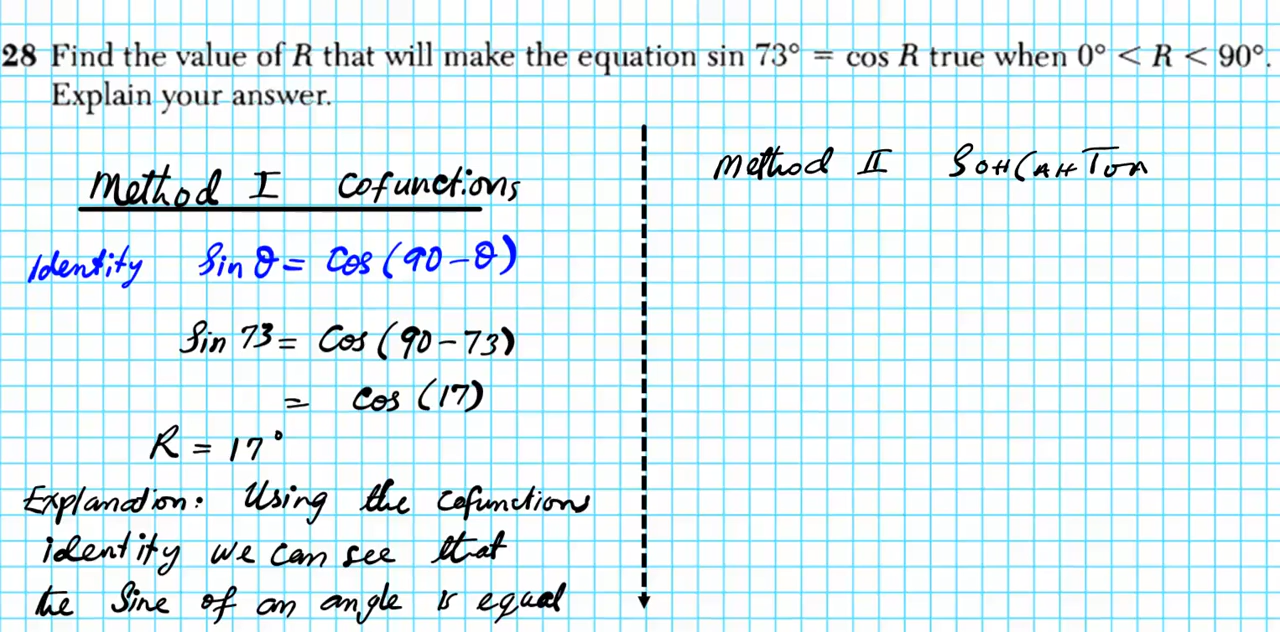 28 Find the value of R that will make the equation sin 73° = cos R true when 0° < R < 90°.
Explain your answer.
Method I Cofunctions
Identity Sin θ = Cos (90 - θ)
Sin 73 = Cos (90 - 73)
= cos (17)
R = 17°
Explanation: Using the cofunctions
identity we can see that
the Sine of an angle is equal
Method II SOHCAHTOA